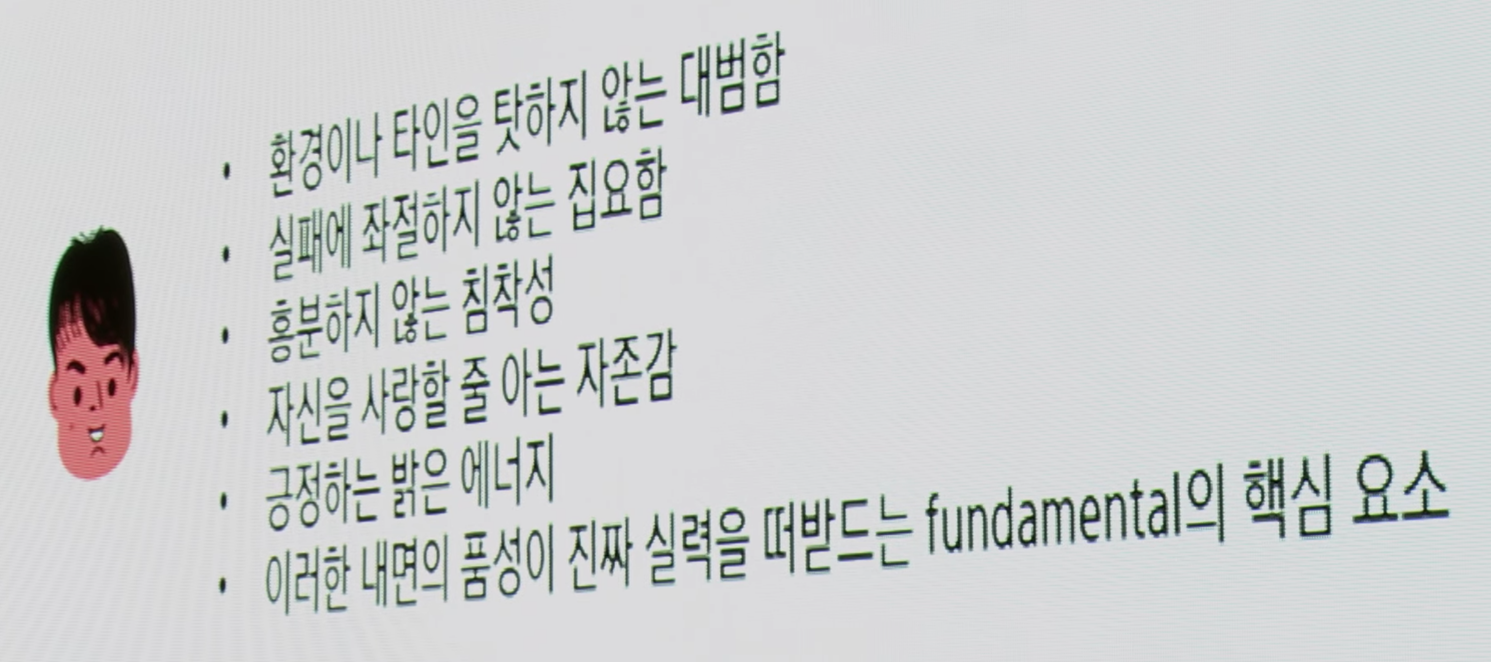 • 환경이나 타인을 탓하지 않는 대범함
• 실패에 좌절하지 않는 집요함
• 흥분하지 않는 침착성
• 자신을 사랑할 줄 아는 자존감
• 긍정하는 밝은 에너지
• 이러한 내면의 품성이 진짜 실력을 떠받드는 fundamental의 핵심 요소